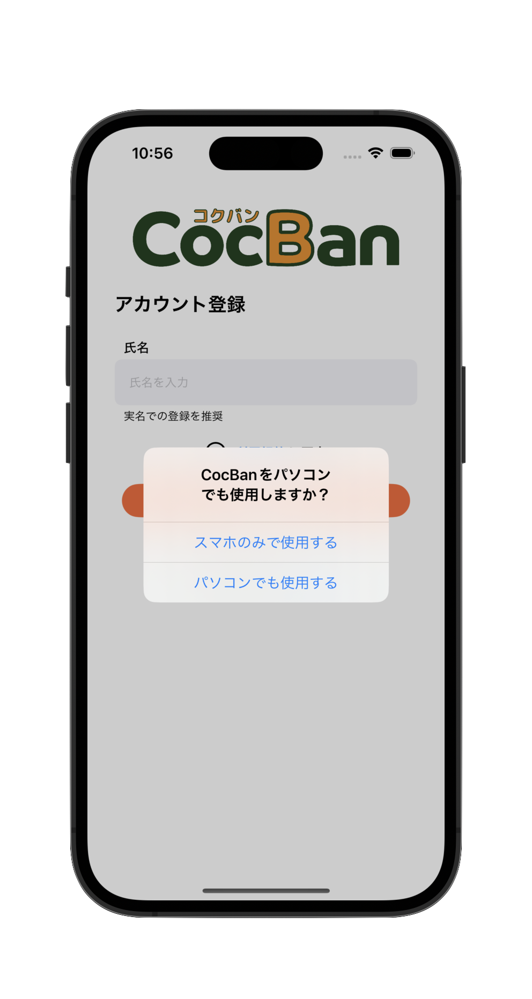 10:56
コクバン
CocBan
アカウント登録
氏名
氏名を入力
実名での登録を推奨
CocBanをパソコン
でも使用しますか？
スマホのみで使用する
パソコンでも使用する